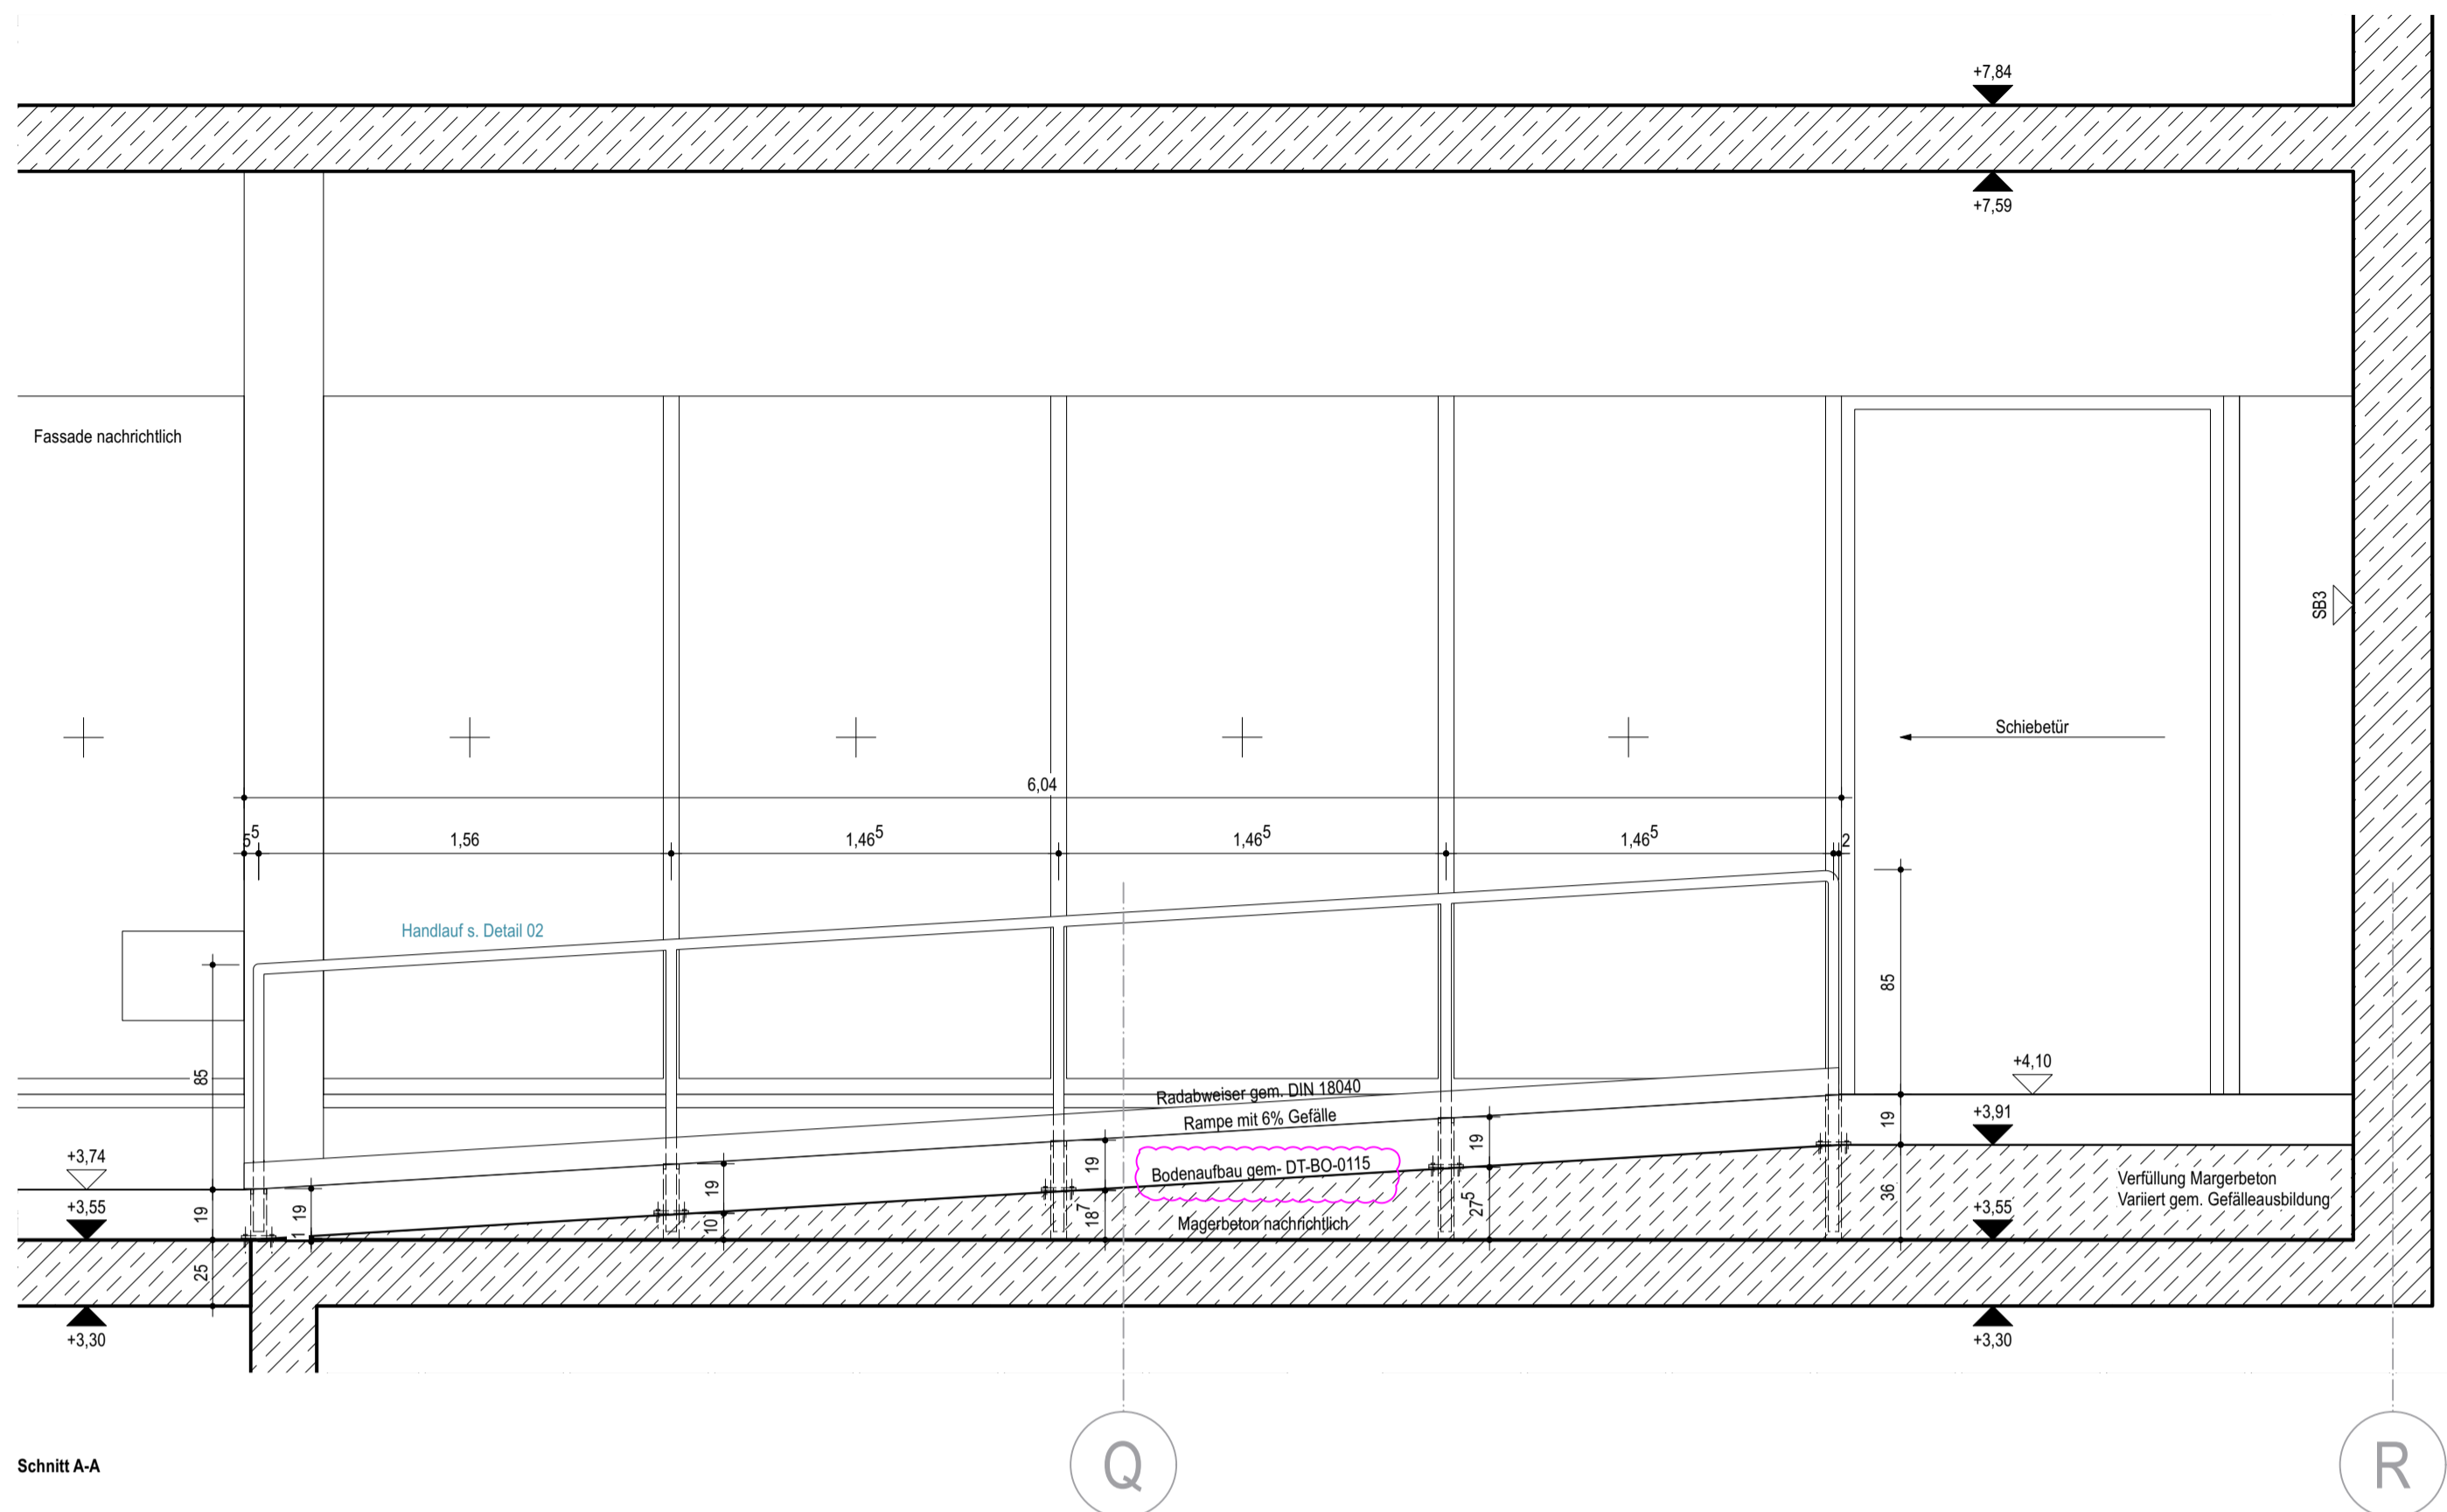 +7,84
+7,59
Fassade nachrichtlich
SB3
Schiebetür
6,04
5⁵
1,56
1,46⁵
1,46⁵
1,46⁵
2
Handlauf s. Detail 02
85
85
+4,10
Radabweiser gem. DIN 18040
Rampe mit 6% Gefälle
+3,91
19
+3,74
19
19
Bodenaufbau gem- DT-BO-0115
Verfüllung Margerbeton
Variiert gem. Gefälleausbildung
+3,55
19
19
19
36
+3,55
1
10
18⁷
27⁵
Magerbeton nachrichtlich
25
+3,30
+3,30
Schnitt A-A
Q
R